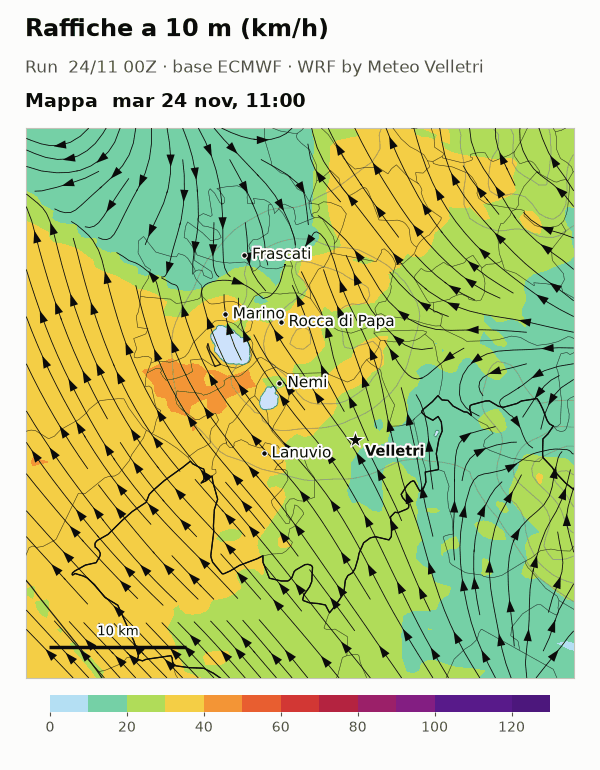 Raffiche a 10 m (km/h)
Run  24/11 00Z · base ECMWF · WRF by Meteo Velletri
Mappa  mar 24 nov, 11:00
Frascati
Marino
Rocca di Papa
Nemi
Velletri
Lanuvio
10 km
0 20 40 60 80 100 120